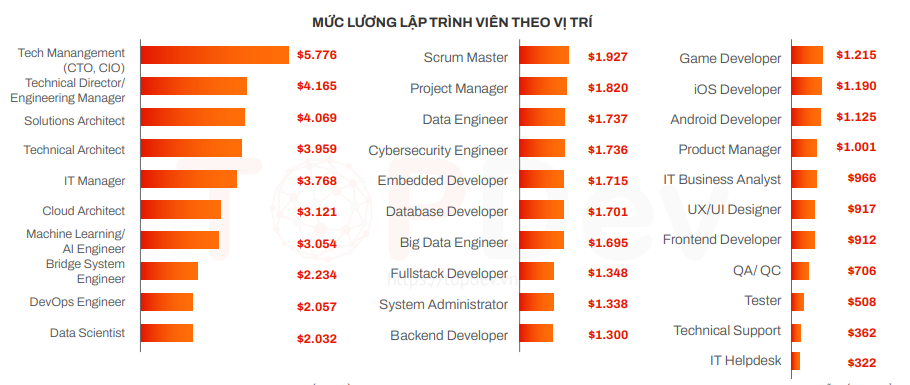 MỨC LƯƠNG LẬP TRÌNH VIÊN THEO VỊ TRÍ
Tech Manangement
(CTO, CIO)
$5.776
Technical Director/
Engineering Manager
$4.165
Solutions Architect
$4.069
Technical Architect
$3.959
IT Manager
$3.768
Cloud Architect
$3.121
Machine Learning/
AI Engineer
$3.054
Bridge System
Engineer
$2.234
DevOps Engineer
$2.057
Data Scientist
$2.032
Scrum Master
$1.927
Project Manager
$1.820
Data Engineer
$1.737
Cybersecurity Engineer
$1.736
Embedded Developer
$1.715
Database Developer
$1.701
Big Data Engineer
$1.695
Fullstack Developer
$1.348
System Administrator
$1.338
Backend Developer
$1.300
Game Developer
$1.215
iOS Developer
$1.190
Android Developer
$1.125
Product Manager
$1.001
IT Business Analyst
$966
UX/UI Designer
$917
Frontend Developer
$912
QA/ QC
$706
Tester
$508
Technical Support
$362
IT Helpdesk
$322
TOPDev
https://topdev.vn